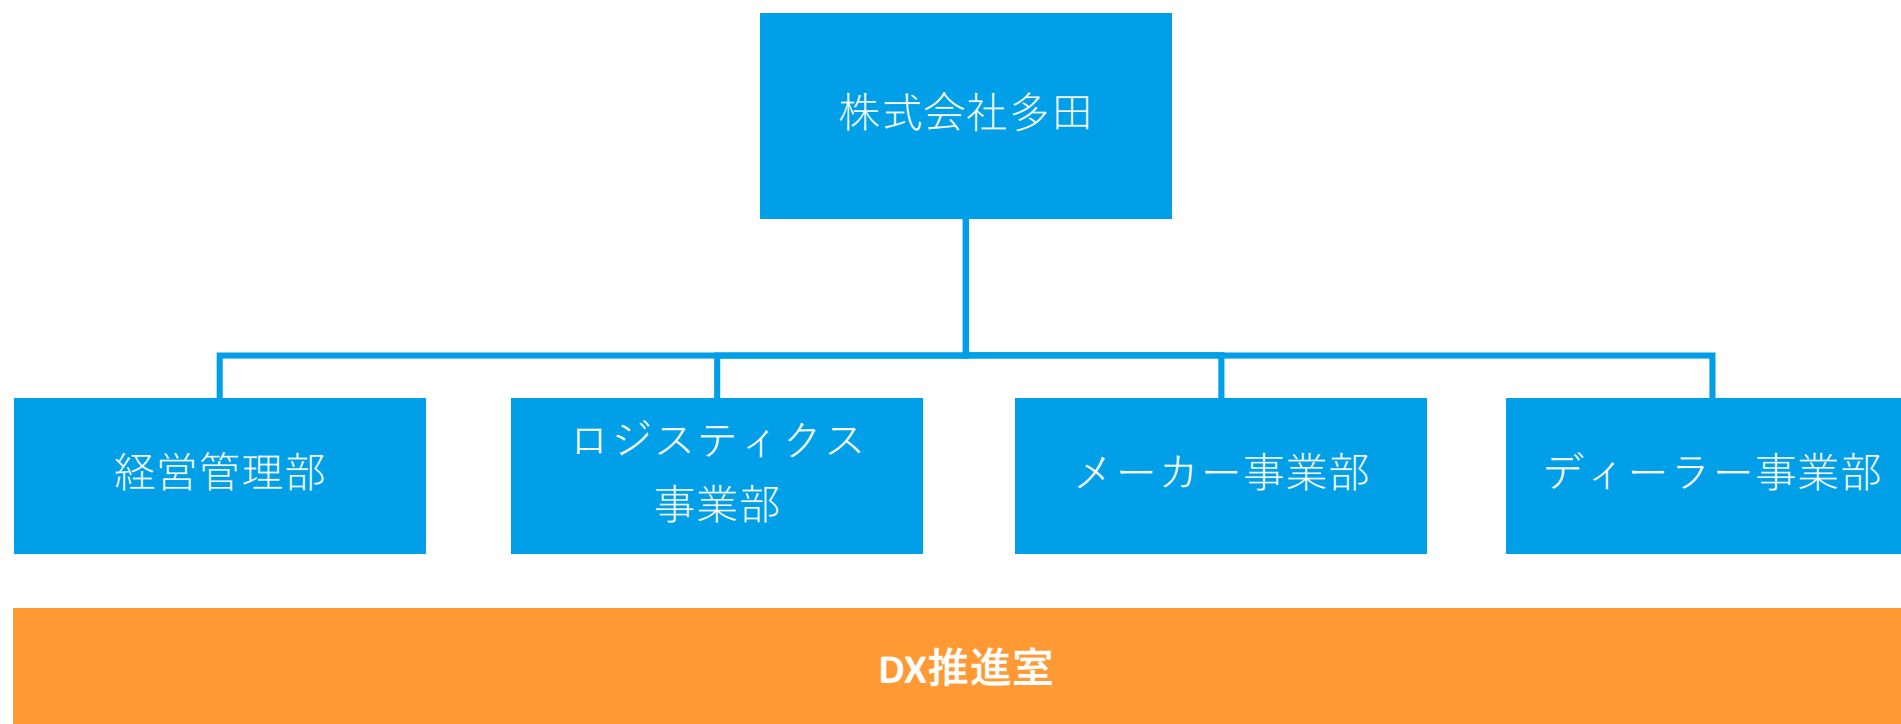 株式会社多田
経営管理部
ロジスティクス
事業部
メーカー事業部
ディーラー事業部
DX推進室